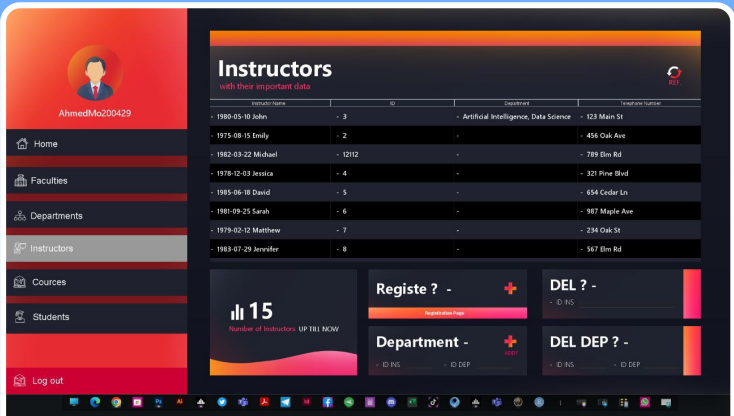 AhmedMo200429
Home
Faculties
Departments
Instructors
Cources
Students
Log out
Instructors
with their important data
REF.
Instructor Name ID Department Telephone Number
- 1980-05-10 John - 3 - Artificial Intelligence, Data Science - 123 Main St
- 1975-08-15 Emily - 2 - - 456 Oak Ave
- 1982-03-22 Michael - 12112 - - 789 Elm Rd
- 1978-12-03 Jessica - 4 - - 321 Pine Blvd
- 1985-06-18 David - 5 - - 654 Cedar Ln
- 1981-09-25 Sarah - 6 - - 987 Maple Ave
- 1979-02-12 Matthew - 7 - - 234 Oak St
- 1983-07-29 Jennifer - 8 - - 567 Elm Rd
15
Number of Instructors UP TILL NOW
Registe ? -
Registration Page
Department -
- ID INS - ID DEP
DEL ? -
- ID INS
DEL DEP ? -
- ID INS - ID DEP